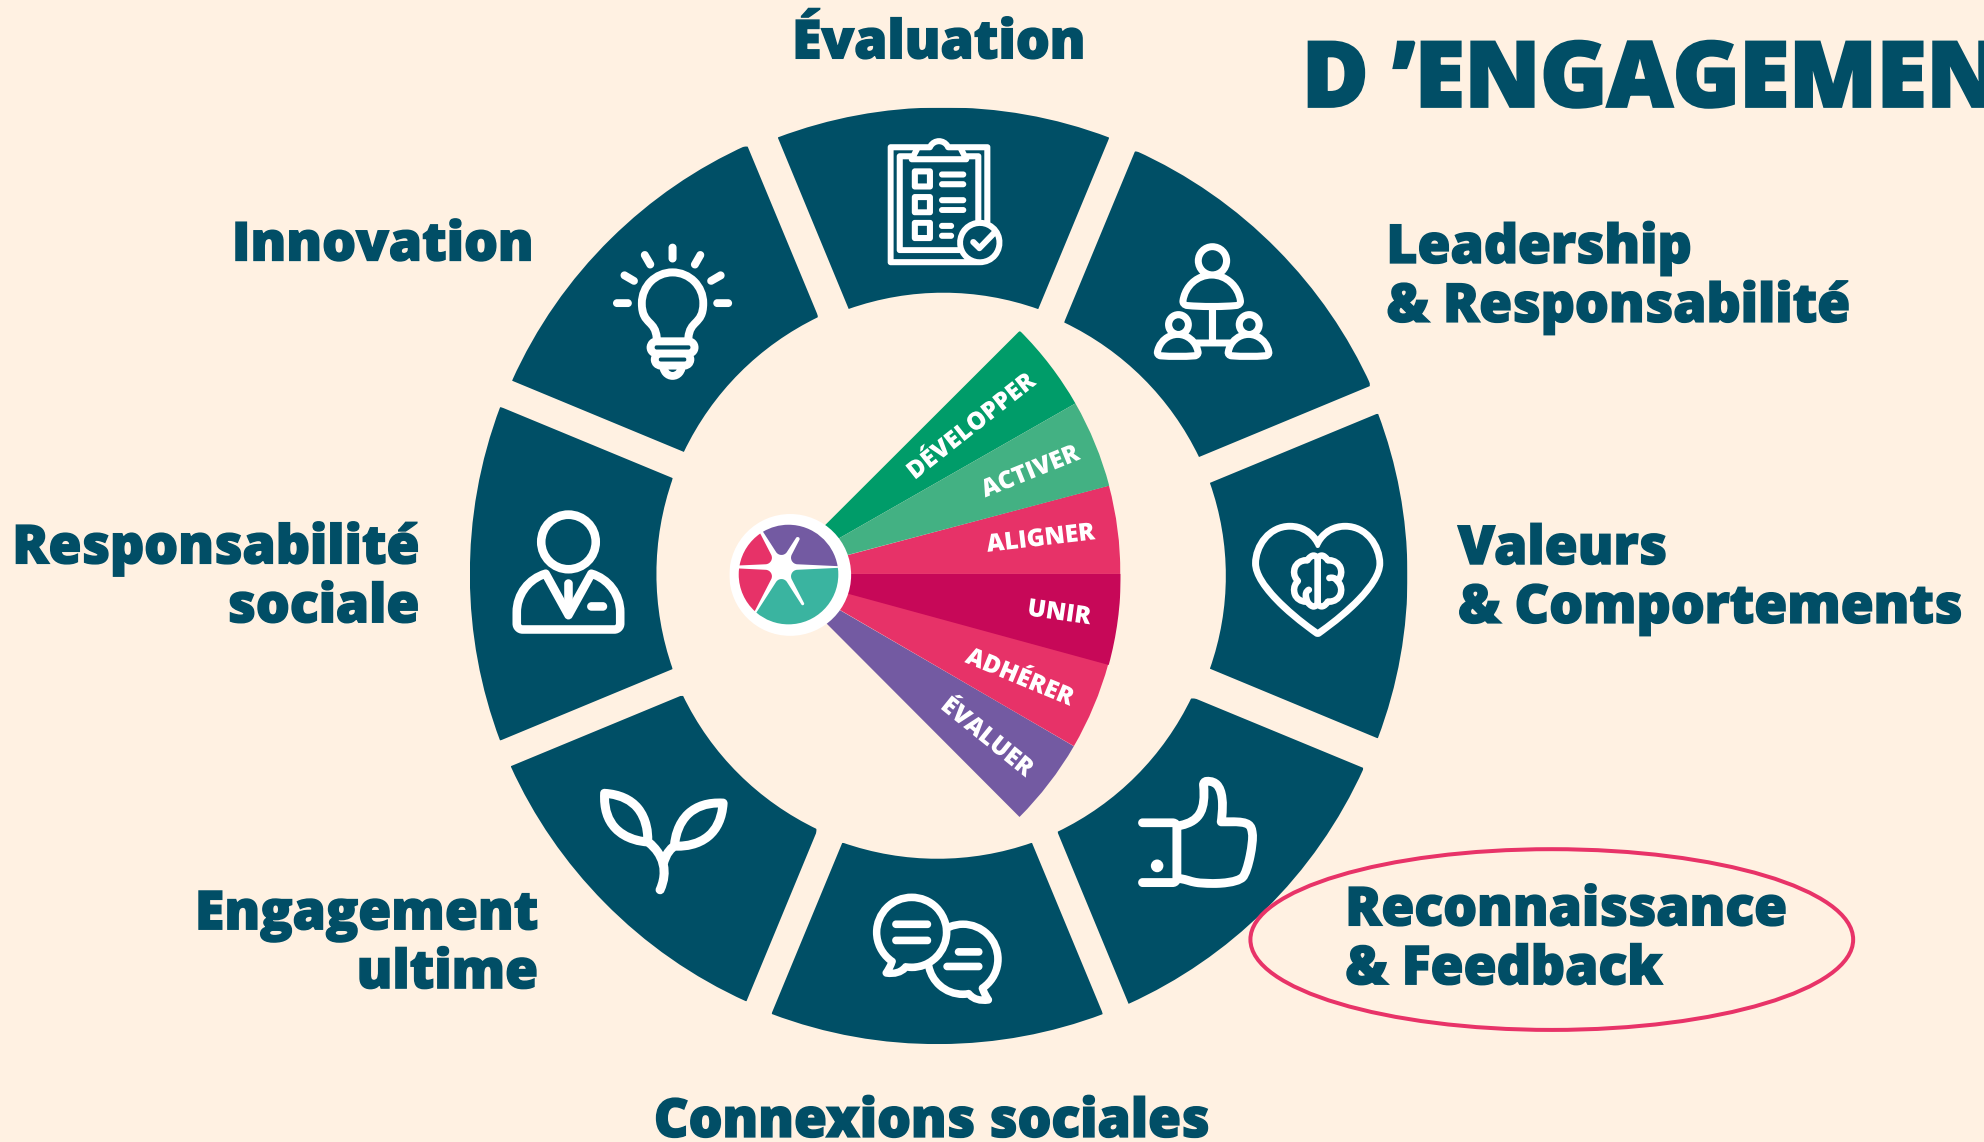 Évaluation
D ’ENGAGEMEN
Innovation
Leadership
& Responsabilité
DÉVELOPPER
ACTIVER
ALIGNER
UNIR
ADHÉRER
ÉVALUER
Responsabilité
sociale
Valeurs
& Comportements
Engagement
ultime
Reconnaissance
& Feedback
Connexions sociales